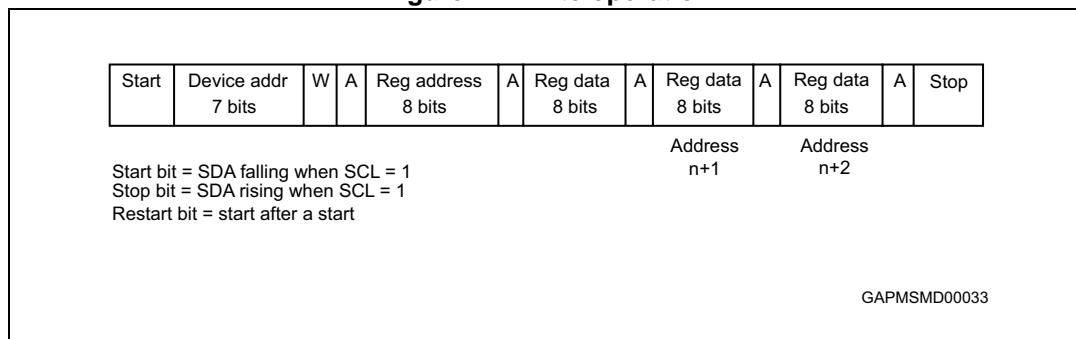 Start Device addr W A Reg address A Reg data A Reg data A Reg data A Stop
7 bits 8 bits 8 bits 8 bits 8 bits
Address Address
n+1 n+2
Start bit = SDA falling when SCL = 1
Stop bit = SDA rising when SCL = 1
Restart bit = start after a start
GAPMSMD00033